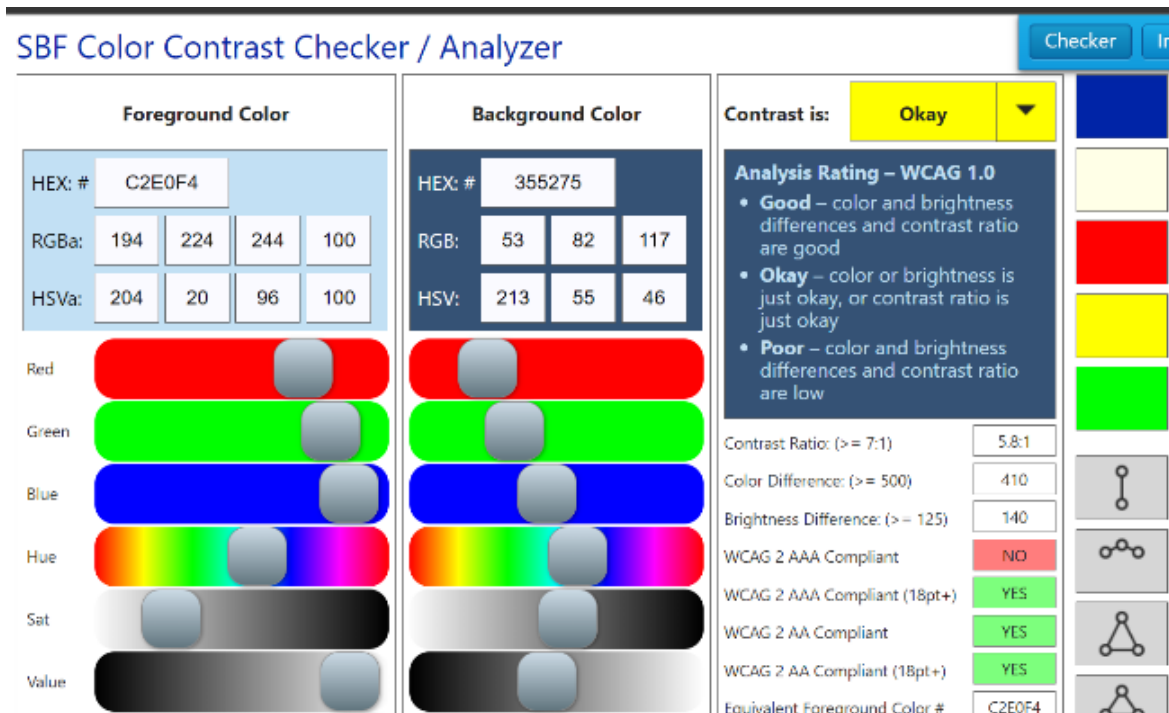 SBF Color Contrast Checker / Analyzer
Checker
Foreground Color
HEX: # C2E0F4
RGBa: 194 224 244 100
HSVa: 204 20 96 100
Red
Green
Blue
Hue
Sat
Value
Background Color
HEX: # 355275
RGB: 53 82 117
HSV: 213 55 46
Contrast is: Okay
Analysis Rating – WCAG 1.0
• Good – color and brightness
differences and contrast ratio
are good
• Okay – color or brightness is
just okay, or contrast ratio is
just okay
• Poor – color and brightness
differences and contrast ratio
are low
Contrast Ratio: (>= 7:1) 5.8:1
Color Difference: (>= 500) 410
Brightness Difference: (>= 125) 140
WCAG 2 AAA Compliant NO
WCAG 2 AAA Compliant (18pt+) YES
WCAG 2 AA Compliant YES
WCAG 2 AA Compliant (18pt+) YES
Equivalent Foreground Color # C2E0F4